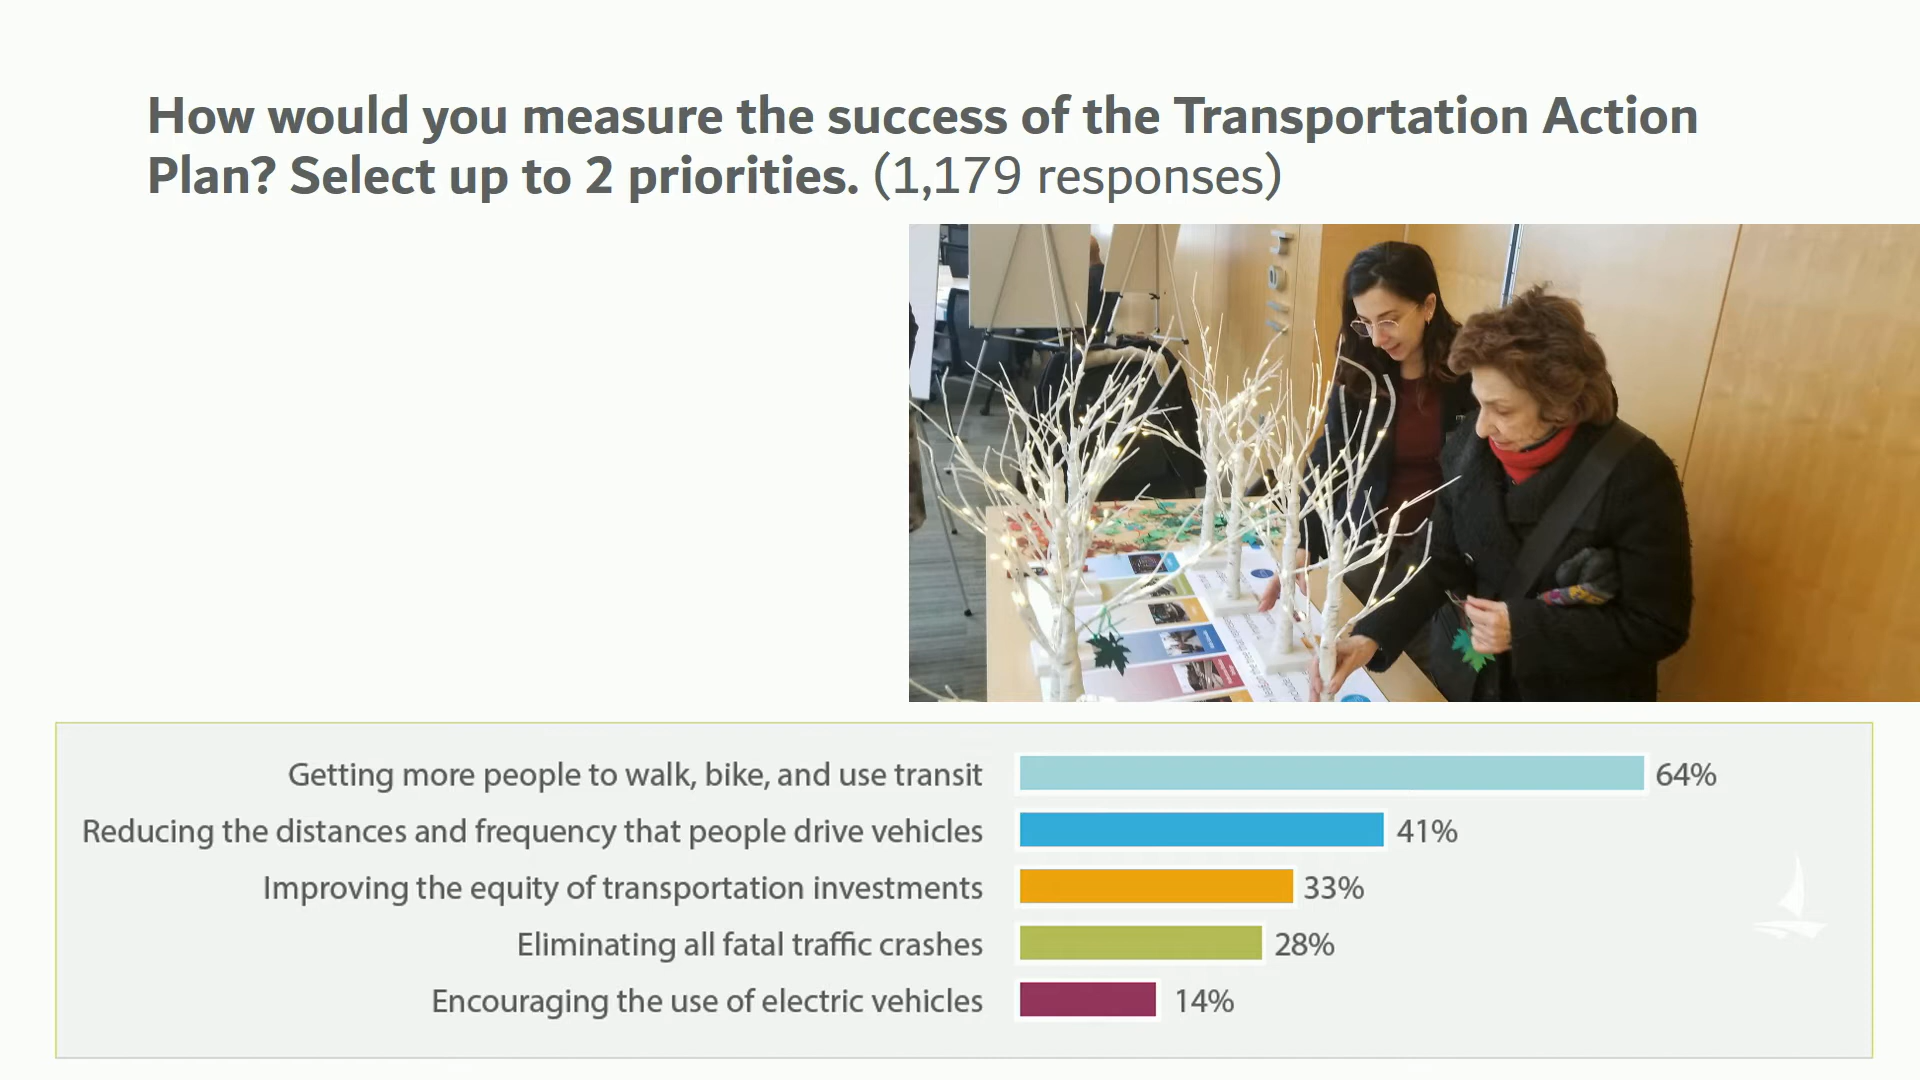 How would you measure the success of the Transportation Action
Plan? Select up to 2 priorities. (1,179 responses)
Getting more people to walk, bike, and use transit 64%
Reducing the distances and frequency that people drive vehicles 41%
Improving the equity of transportation investments 33%
Eliminating all fatal traffic crashes 28%
Encouraging the use of electric vehicles 14%